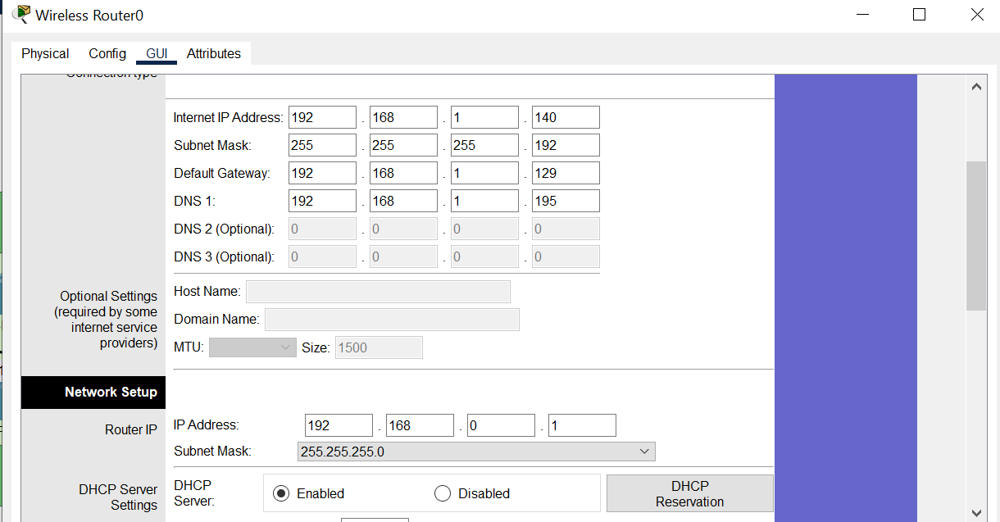 Wireless Router0
Physical Config GUI Attributes
Connection type
Internet IP Address: 192 . 168 . 1 . 140
Subnet Mask: 255 . 255 . 255 . 192
Default Gateway: 192 . 168 . 1 . 129
DNS 1: 192 . 168 . 1 . 195
DNS 2 (Optional): 0 . 0 . 0 . 0
DNS 3 (Optional): 0 . 0 . 0 . 0
Optional Settings
(required by some
internet service
providers)
Host Name:
Domain Name:
MTU: Size: 1500
Network Setup
Router IP
IP Address: 192 . 168 . 0 . 1
Subnet Mask: 255.255.255.0
DHCP Server
Settings
DHCP
Server:
Enabled Disabled
DHCP
Reservation